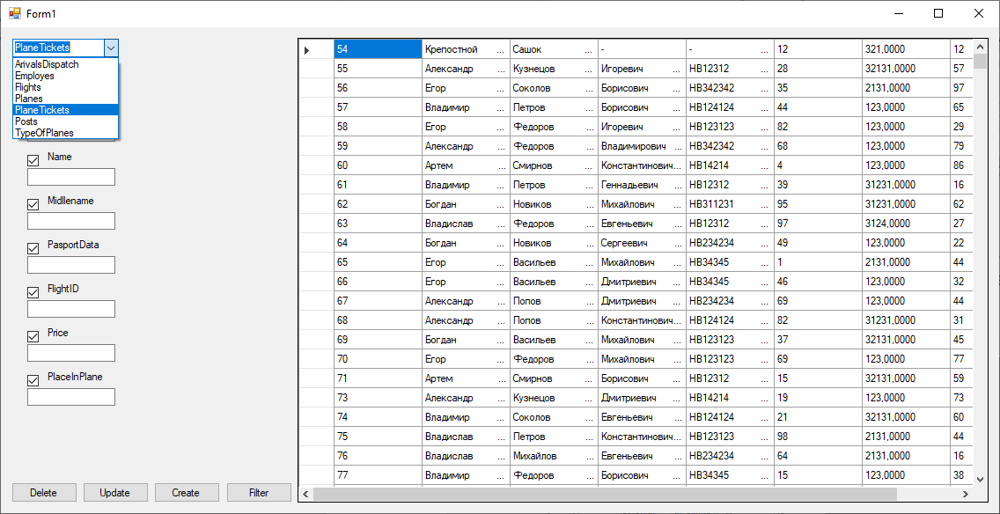 Form1
PlaneTickets
ArivalsDispatch
Employes
Flights
Planes
PlaneTickets
Posts
TypeOfPlanes
Name
Midllename
PasportData
FlightID
Price
PlaceInPlane
Delete Update Create Filter
54 Крепостной ... Сашок ... - - ... 12 321,0000 12
55 Александр ... Кузнецов ... Игоревич ... НВ12312 ... 28 32131,0000 57
56 Егор ... Соколов ... Борисович ... НВ342342 ... 35 2131,0000 97
57 Владимир ... Петров ... Борисович ... НВ124124 ... 44 123,0000 65
58 Егор ... Федоров ... Игоревич ... НВ123123 ... 82 123,0000 29
59 Александр ... Федоров ... Владимирович ... НВ342342 ... 68 123,0000 79
60 Артем ... Смирнов ... Константинович... НВ14214 ... 4 123,0000 86
61 Владимир ... Петров ... Геннадьевич ... НВ12312 ... 39 31231,0000 16
62 Богдан ... Новиков ... Михайлович ... НВ311231 ... 95 31231,0000 62
63 Владислав ... Федоров ... Евгеньевич ... НВ12312 ... 97 3124,0000 27
64 Богдан ... Новиков ... Сергеевич ... НВ234234 ... 49 123,0000 22
65 Егор ... Васильев ... Михайлович ... НВ34345 ... 1 2131,0000 44
66 Егор ... Васильев ... Дмитриевич ... НВ34345 ... 46 123,0000 32
67 Александр ... Попов ... Дмитриевич ... НВ234234 ... 69 123,0000 44
68 Александр ... Попов ... Константинович... НВ124124 ... 82 31231,0000 31
69 Богдан ... Васильев ... Михайлович ... НВ123123 ... 37 32131,0000 45
70 Егор ... Федоров ... Михайлович ... НВ123123 ... 69 123,0000 77
71 Артем ... Смирнов ... Борисович ... НВ12312 ... 15 32131,0000 59
73 Александр ... Кузнецов ... Дмитриевич ... НВ14214 ... 19 123,0000 73
74 Владимир ... Соколов ... Евгеньевич ... НВ124124 ... 21 32131,0000 60
75 Владислав ... Петров ... Константинович... НВ123123 ... 98 2131,0000 44
76 Владислав ... Михайлов ... Евгеньевич ... НВ234234 ... 64 2131,0000 16
77 Владимир ... Федоров ... Борисович ... НВ34345 ... 15 123,0000 38